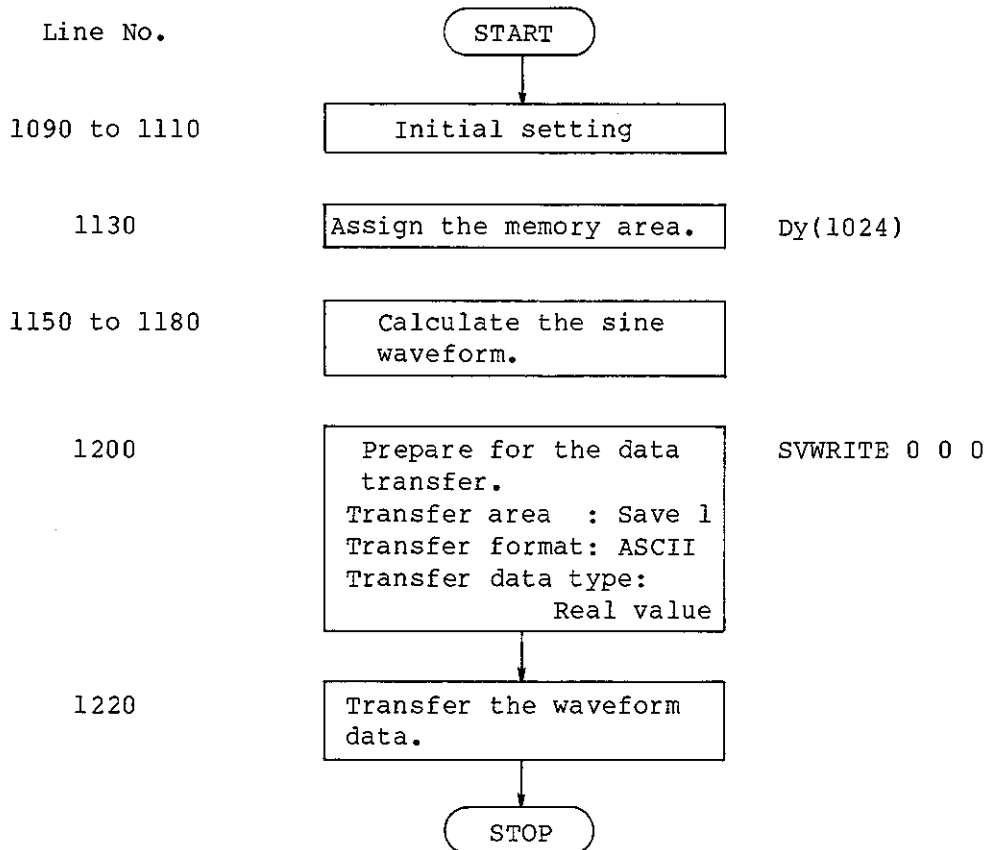 Line No.
START
1090 to 1110
Initial setting
1130
Assign the memory area.
Dy(1024)
1150 to 1180
Calculate the sine
waveform.
1200
Prepare for the data
transfer.
Transfer area : Save 1
Transfer format: ASCII
Transfer data type:
Real value
SVWRITE 0 0 0
1220
Transfer the waveform
data.
STOP